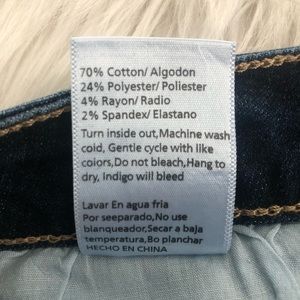 70% Cotton/ Algodon
24% Polyester/ Poliester
4% Rayon/ Radio
2% Spandex/ Elastano
Turn inside out,Machine wash
cold, Gentle cycle with like
colors,Do not bleach,Hang to
dry, Indigo will bleed
Lavar En agua fria
Por seeparado,No use
blanqueador,Secar a baja
temperatura,Bo planchar
HECHO EN CHINA